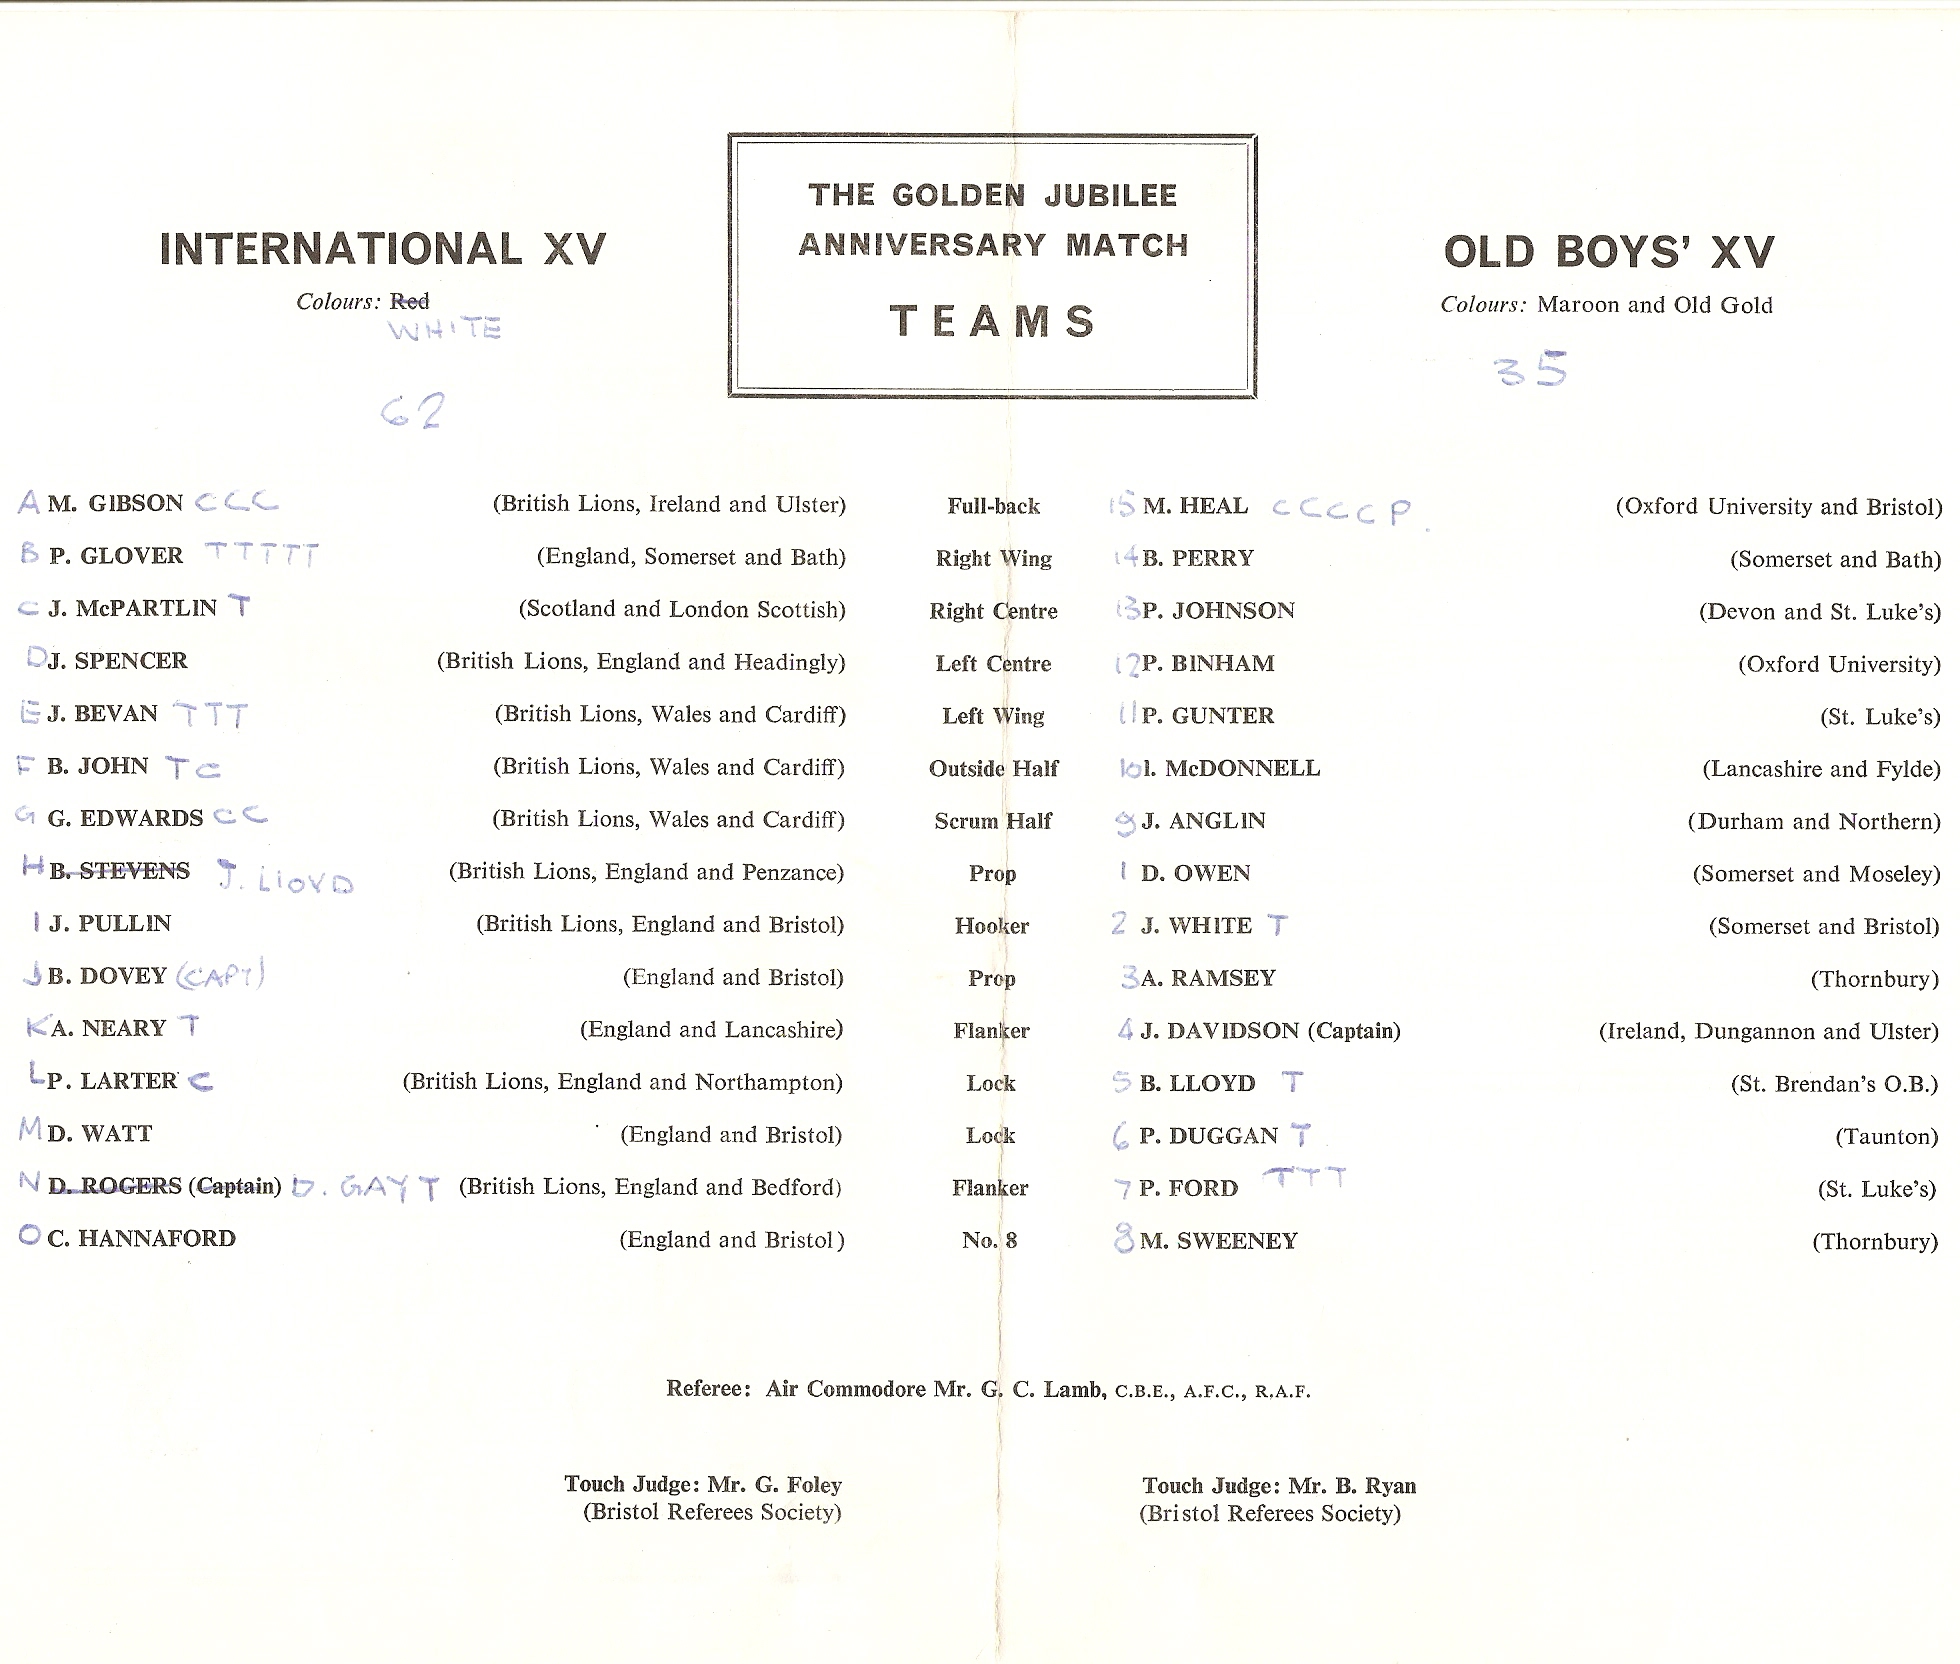 THE GOLDEN JUBILEE
ANNIVERSARY MATCH
TEAMS
INTERNATIONAL XV
Colours: Red
WHITE
62
OLD BOYS' XV
Colours: Maroon and Old Gold
35
A M. GIBSON CCC (British Lions, Ireland and Ulster) Full-back 15 M. HEAL CCCCP. (Oxford University and Bristol)
B P. GLOVER TTTTT (England, Somerset and Bath) Right Wing 14 B. PERRY (Somerset and Bath)
C J. McPARTLIN T (Scotland and London Scottish) Right Centre 13 P. JOHNSON (Devon and St. Luke's)
D J. SPENCER (British Lions, England and Headingly) Left Centre 12 P. BINHAM (Oxford University)
E J. BEVAN TTT (British Lions, Wales and Cardiff) Left Wing 11 P. GUNTER (St. Luke's)
F B. JOHN TC (British Lions, Wales and Cardiff) Outside Half 10 I. McDONNELL (Lancashire and Fylde)
G G. EDWARDS CC (British Lions, Wales and Cardiff) Scrum Half 9 J. ANGLIN (Durham and Northern)
H B. STEVENS J. LLOYD (British Lions, England and Penzance) Prop 1 D. OWEN (Somerset and Moseley)
I J. PULLIN (British Lions, England and Bristol) Hooker 2 J. WHITE T (Somerset and Bristol)
J B. DOVEY (CAPT) (England and Bristol) Prop 3 A. RAMSEY (Thornbury)
K A. NEARY T (England and Lancashire) Flanker 4 J. DAVIDSON (Captain) (Ireland, Dungannon and Ulster)
L P. LARTER C (British Lions, England and Northampton) Lock 5 B. LLOYD T (St. Brendan's O.B.)
M D. WATT (England and Bristol) Lock 6 P. DUGGAN T (Taunton)
N D. ROGERS (Captain) D. GAY T (British Lions, England and Bedford) Flanker 7 P. FORD TTT (St. Luke's)
O C. HANNAFORD (England and Bristol) No. 8 8 M. SWEENEY (Thornbury)
Referee: Air Commodore Mr. G. C. Lamb, C.B.E., A.F.C., R.A.F.
Touch Judge: Mr. G. Foley
(Bristol Referees Society)
Touch Judge: Mr. B. Ryan
(Bristol Referees Society)